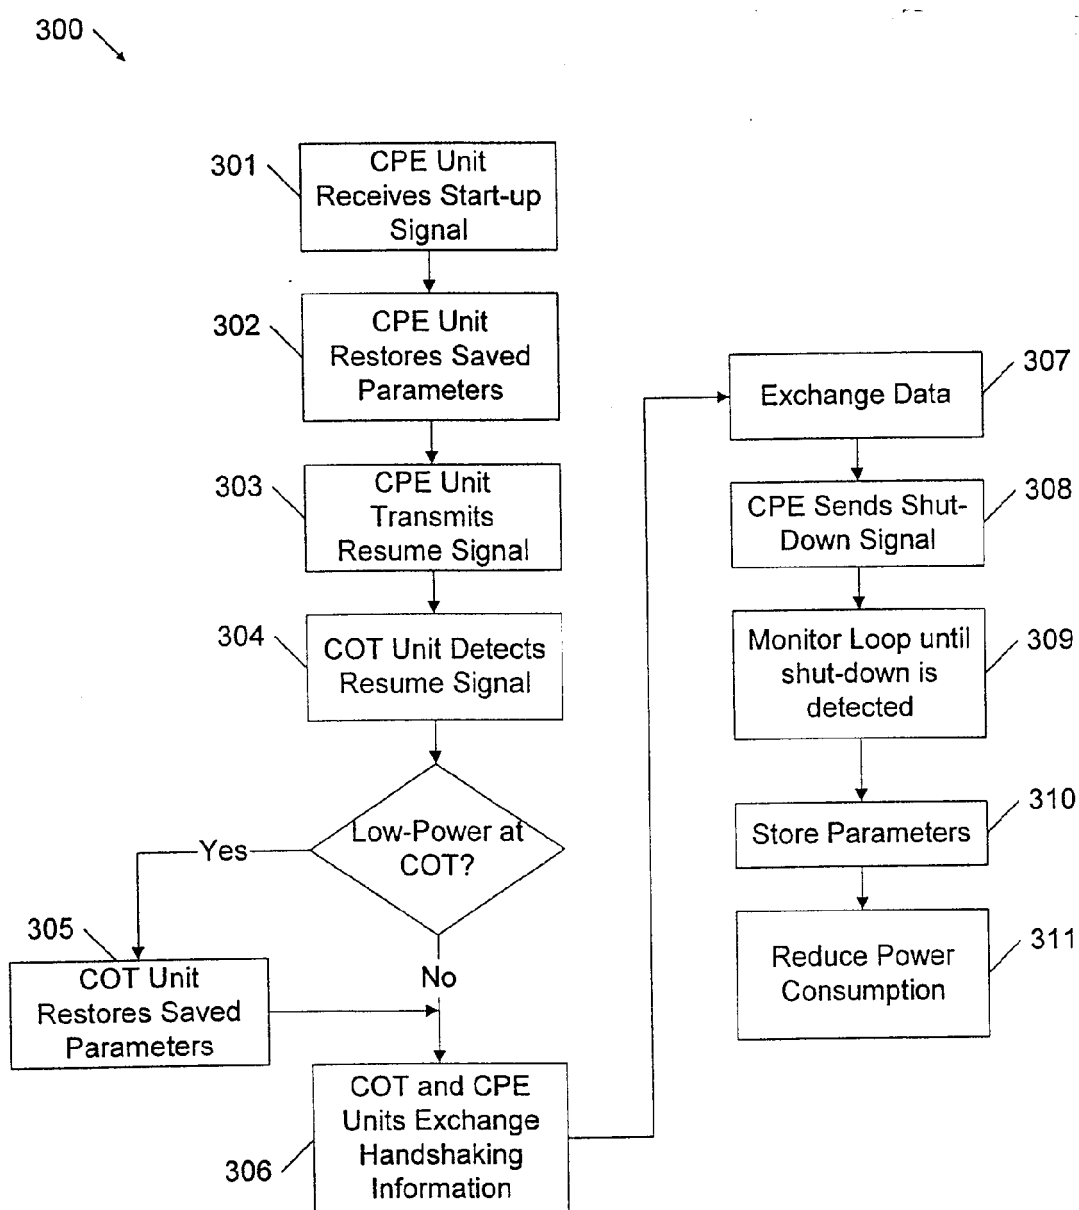 300
301
CPE Unit
Receives Start-up
Signal
302
CPE Unit
Restores Saved
Parameters
303
CPE Unit
Transmits
Resume Signal
304
COT Unit Detects
Resume Signal
Low-Power at
COT?
Yes
No
305
COT Unit
Restores Saved
Parameters
306
COT and CPE
Units Exchange
Handshaking
Information
307
Exchange Data
308
CPE Sends Shut-
Down Signal
309
Monitor Loop until
shut-down is
detected
310
Store Parameters
311
Reduce Power
Consumption